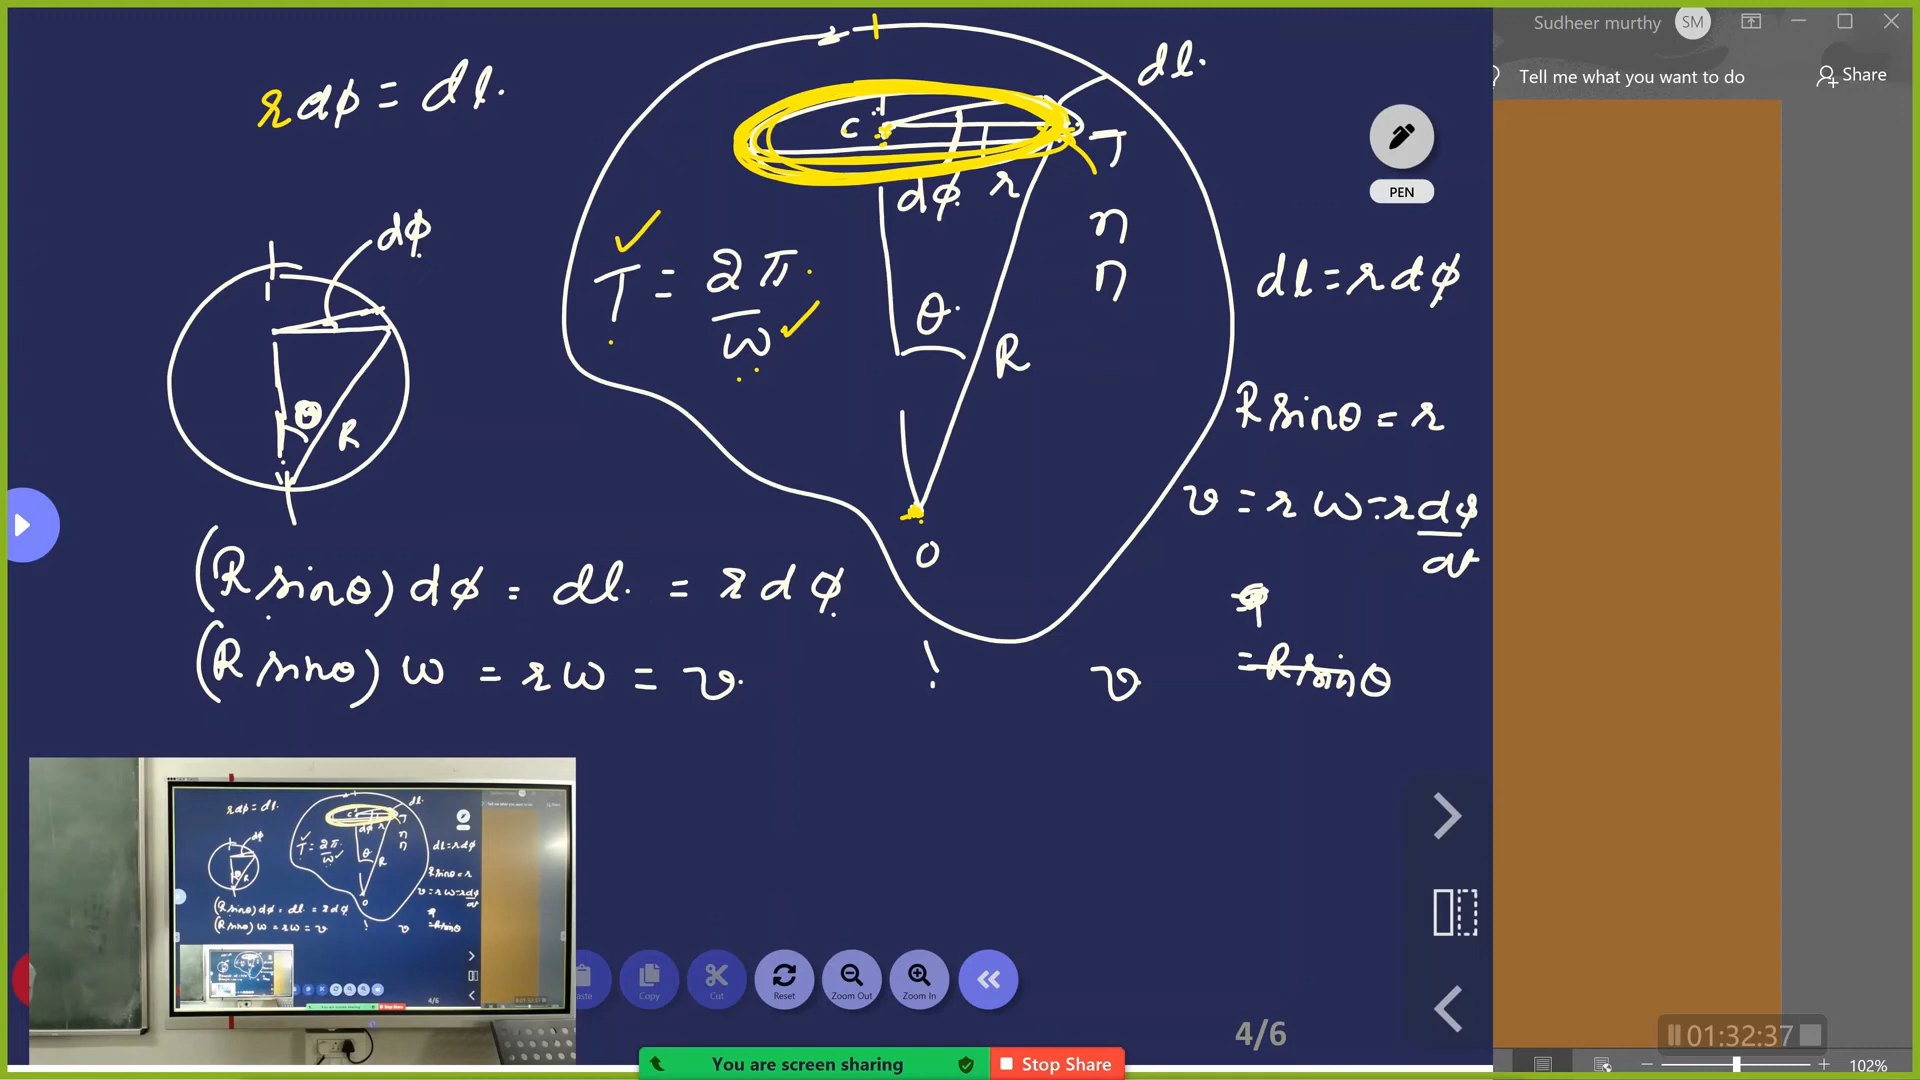 Sudheer murthy SM
Tell me what you want to do
Share
r dφ = dl.
dl.
C
T
dφ r
PEN
n
n
dφ
T = 2π / ω
θ
R
dl = r dφ
R sinθ = r
θ
R
v = r ω = r dφ / dt
O
(R sinθ) dφ = dl. = r dφ
(R sinθ) ω = r ω = v.
v
= R sinθ
Copy
Cut
Reset
Zoom Out
Zoom In
4/6
01:32:37
You are screen sharing
Stop Share
102%